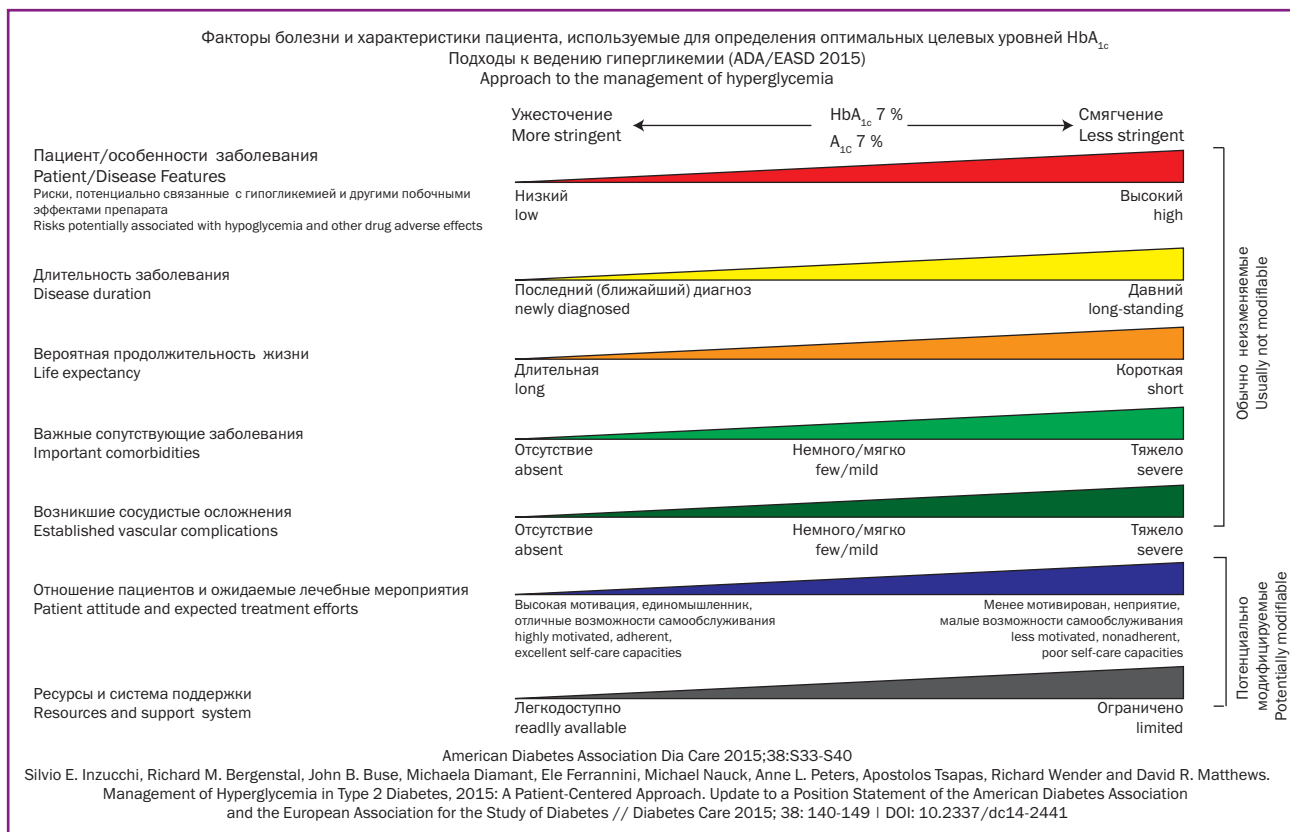 Факторы болезни и характеристики пациента, используемые для определения оптимальных целевых уровней HbA1c
Подходы к ведению гипергликемии (ADA/EASD 2015)
Approach to the management of hyperglycemia
Ужесточение
More stringent
HbA1c 7 %
A1C 7 %
Смягчение
Less stringent
Пациент/особенности заболевания
Patient/Disease Features
Риски, потенциально связанные с гипогликемией и другими побочными
эффектами препарата
Risks potentially associated with hypoglycemia and other drug adverse effects
Низкий
low
Высокий
high
Длительность заболевания
Disease duration
Последний (ближайший) диагноз
newly diagnosed
Давний
long-standing
Вероятная продолжительность жизни
Life expectancy
Длительная
long
Короткая
short
Важные сопутствующие заболевания
Important comorbidities
Отсутствие
absent
Немного/мягко
few/mild
Тяжело
severe
Возникшие сосудистые осложнения
Established vascular complications
Отсутствие
absent
Немного/мягко
few/mild
Тяжело
severe
Обычно неизменяемые
Usually not modifiable
Отношение пациентов и ожидаемые лечебные мероприятия
Patient attitude and expected treatment efforts
Высокая мотивация, единомышленник,
отличные возможности самообслуживания
highly motivated, adherent,
excellent self-care capacities
Менее мотивирован, неприятие,
малые возможности самообслуживания
less motivated, nonadherent,
poor self-care capacities
Ресурсы и система поддержки
Resources and support system
Легкодоступно
readlly avallable
Ограничено
limited
Потенциально
модифицируемые
Potentially modifiable
American Diabetes Association Dia Care 2015;38:S33-S40
Silvio E. Inzucchi, Richard M. Bergenstal, John B. Buse, Michaela Diamant, Ele Ferrannini, Michael Nauck, Anne L. Peters, Apostolos Tsapas, Richard Wender and David R. Matthews.
Management of Hyperglycemia in Type 2 Diabetes, 2015: A Patient-Centered Approach. Update to a Position Statement of the American Diabetes Association
and the European Association for the Study of Diabetes // Diabetes Care 2015; 38: 140-149 | DOI: 10.2337/dc14-2441